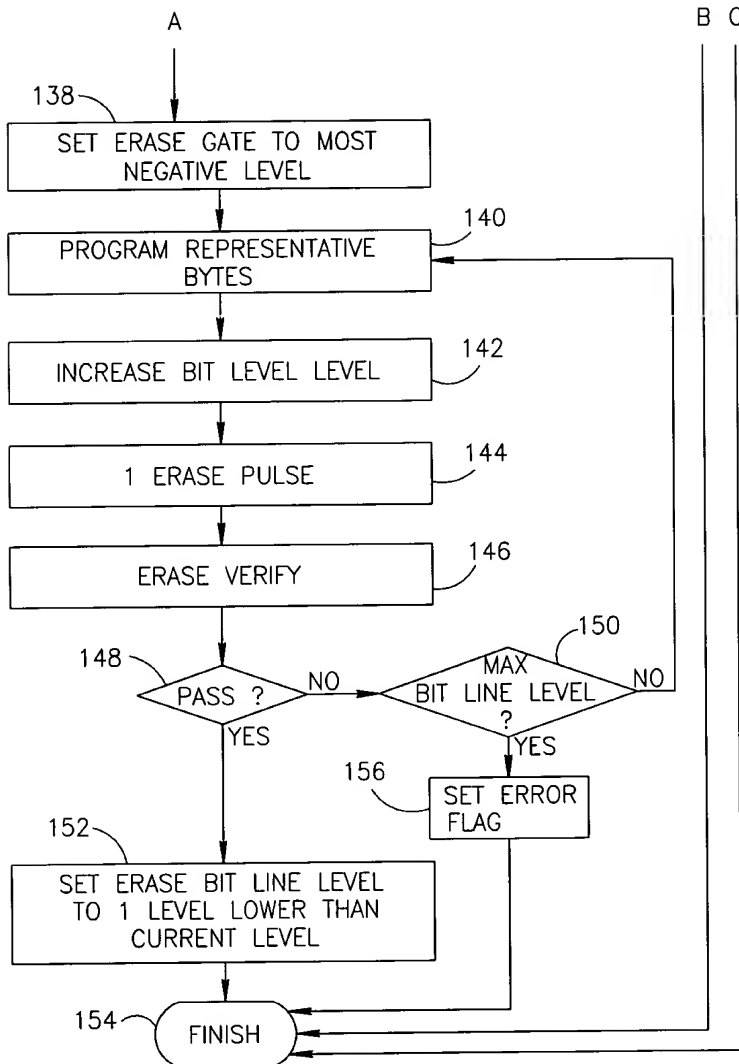 A
B C
138
SET ERASE GATE TO MOST
NEGATIVE LEVEL
140
PROGRAM REPRESENTATIVE
BYTES
142
INCREASE BIT LEVEL LEVEL
144
1 ERASE PULSE
146
ERASE VERIFY
148
PASS ?
NO
YES
150
MAX
BIT LINE LEVEL
?
NO
YES
156
SET ERROR
FLAG
152
SET ERASE BIT LINE LEVEL
TO 1 LEVEL LOWER THAN
CURRENT LEVEL
154
FINISH